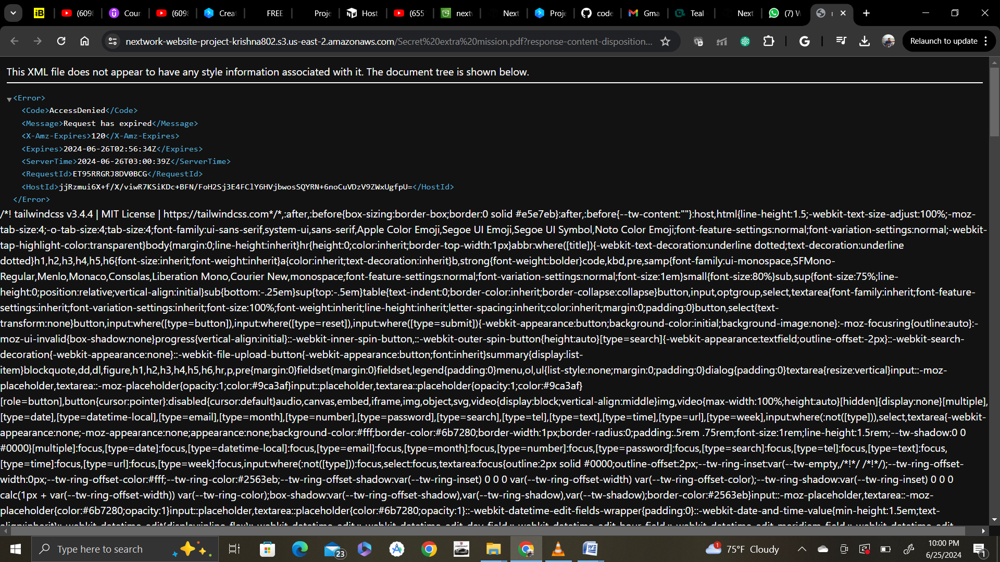 (609
Cour
(609
Crea
FREE
Proje
Host
(655
nextw
Next
Proje
code
Gma
Teal
Next
(7) W
nextwork-website-project-krishna802.s3.us-east-2.amazonaws.com/Secret%20extra%20mission.pdf?response-content-disposition...
Relaunch to update
This XML file does not appear to have any style information associated with it. The document tree is shown below.
<Error>
<Code>AccessDenied</Code>
<Message>Request has expired</Message>
<X-Amz-Expires>120</X-Amz-Expires>
<Expires>2024-06-26T02:56:34Z</Expires>
<ServerTime>2024-06-26T03:00:39Z</ServerTime>
<RequestId>ET95RRGRJ8DV0BCG</RequestId>
<HostId>jjRzmui6X+f/X/viwR7KSiKDc+BFN/FoH2Sj3E4FClY6HVjbwosSQYRN+6noCuVDzV9ZWxUgfpU=</HostId>
</Error>
/*! tailwindcss v3.4.4 | MIT License | https://tailwindcss.com*/*,:after,:before{box-sizing:border-box;border:0 solid #e5e7eb}:after,:before{--tw-content:""}:host,html{line-height:1.5;-webkit-text-size-adjust:100%;-moz-
tab-size:4;-o-tab-size:4;tab-size:4;font-family:ui-sans-serif,system-ui,sans-serif,Apple Color Emoji,Segoe UI Emoji,Segoe UI Symbol,Noto Color Emoji;font-feature-settings:normal;font-variation-settings:normal;-webkit-
tap-highlight-color:transparent}body{margin:0;line-height:inherit}hr{height:0;color:inherit;border-top-width:1px}abbr:where([title]){-webkit-text-decoration:underline dotted;text-decoration:underline
dotted}h1,h2,h3,h4,h5,h6{font-size:inherit;font-weight:inherit}a{color:inherit;text-decoration:inherit}b,strong{font-weight:bolder}code,kbd,pre,samp{font-family:ui-monospace,SFMono-
Regular,Menlo,Monaco,Consolas,Liberation Mono,Courier New,monospace;font-feature-settings:normal;font-variation-settings:normal;font-size:1em}small{font-size:80%}sub,sup{font-size:75%;line-
height:0;position:relative;vertical-align:initial}sub{bottom:-.25em}sup{top:-.5em}table{text-indent:0;border-color:inherit;border-collapse:collapse}button,input,optgroup,select,textarea{font-family:inherit;font-feature-
settings:inherit;font-variation-settings:inherit;font-size:100%;font-weight:inherit;line-height:inherit;letter-spacing:inherit;color:inherit;margin:0;padding:0}button,select{text-
transform:none}button,input:where([type=button]),input:where([type=reset]),input:where([type=submit]){-webkit-appearance:button;background-color:initial;background-image:none}:-moz-focusring{outline:auto}:-
moz-ui-invalid{box-shadow:none}progress{vertical-align:initial}::-webkit-inner-spin-button,::-webkit-outer-spin-button{height:auto}[type=search]{-webkit-appearance:textfield;outline-offset:-2px}::-webkit-search-
decoration{-webkit-appearance:none}::-webkit-file-upload-button{-webkit-appearance:button;font:inherit}summary{display:list-
item}blockquote,dd,dl,figure,h1,h2,h3,h4,h5,h6,hr,p,pre{margin:0}fieldset{margin:0}fieldset,legend{padding:0}menu,ol,ul{list-style:none;margin:0;padding:0}dialog{padding:0}textarea{resize:vertical}input::-moz-
placeholder,textarea::-moz-placeholder{opacity:1;color:#9ca3af}input::placeholder,textarea::placeholder{opacity:1;color:#9ca3af}
[role=button],button{cursor:pointer}:disabled{cursor:default}audio,canvas,embed,iframe,img,object,svg,video{display:block;vertical-align:middle}img,video{max-width:100%;height:auto}[hidden]{display:none}[multiple],
[type=date],[type=datetime-local],[type=email],[type=month],[type=number],[type=password],[type=search],[type=tel],[type=text],[type=time],[type=url],[type=week],input:where(:not([type])),select,textarea{-webkit-
appearance:none;-moz-appearance:none;appearance:none;background-color:#fff;border-color:#6b7280;border-width:1px;border-radius:0;padding:.5rem .75rem;font-size:1rem;line-height:1.5rem;--tw-shadow:0 0
#0000}[multiple]:focus,[type=date]:focus,[type=datetime-local]:focus,[type=email]:focus,[type=month]:focus,[type=number]:focus,[type=password]:focus,[type=search]:focus,[type=tel]:focus,[type=text]:focus,
[type=time]:focus,[type=url]:focus,[type=week]:focus,input:where(:not([type])):focus,select:focus,textarea:focus{outline:2px solid #0000;outline-offset:2px;--tw-ring-inset:var(--tw-empty,/*!*/ /*!*/);--tw-ring-offset-
width:0px;--tw-ring-offset-color:#fff;--tw-ring-color:#2563eb;--tw-ring-offset-shadow:var(--tw-ring-inset) 0 0 0 var(--tw-ring-offset-width) var(--tw-ring-offset-color);--tw-ring-shadow:var(--tw-ring-inset) 0 0 0
calc(1px + var(--tw-ring-offset-width)) var(--tw-ring-color);box-shadow:var(--tw-ring-offset-shadow),var(--tw-ring-shadow),var(--tw-shadow);border-color:#2563eb}input::-moz-placeholder,textarea::-moz-
placeholder{color:#6b7280;opacity:1}input::placeholder,textarea::placeholder{color:#6b7280;opacity:1}::-webkit-datetime-edit-fields-wrapper{padding:0}::-webkit-date-and-time-value{min-height:1.5em;text-
align:inherit}::-webkit-datetime-edit{display:inline-flex}::-webkit-datetime-edit,::-webkit-datetime-edit-day-field,::-webkit-datetime-edit-hour-field,::-webkit-datetime-edit-meridiem-field,::-webkit-datetime-edit-
Type here to search
23
1
75°F Cloudy
10:00 PM
6/25/2024
1